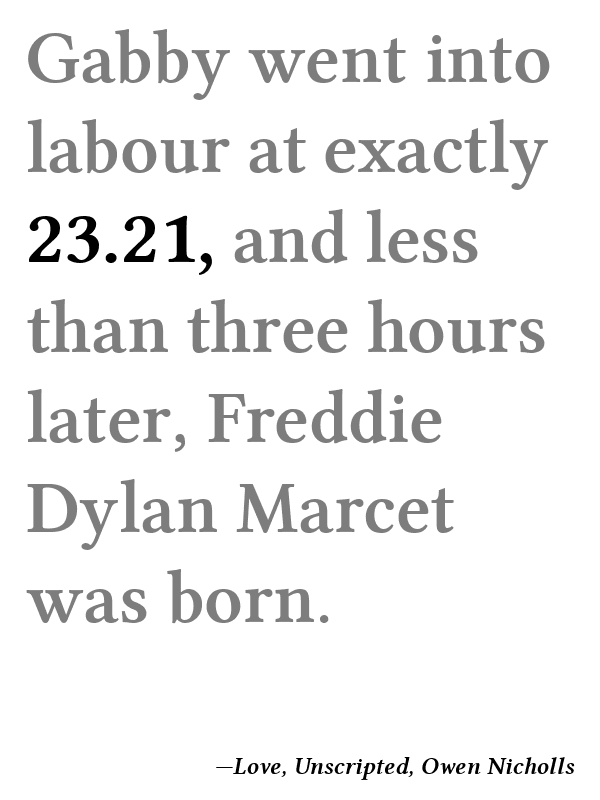 Gabby went into
labour at exactly
23.21, and less
than three hours
later, Freddie
Dylan Marcet
was born.
—Love, Unscripted, Owen Nicholls